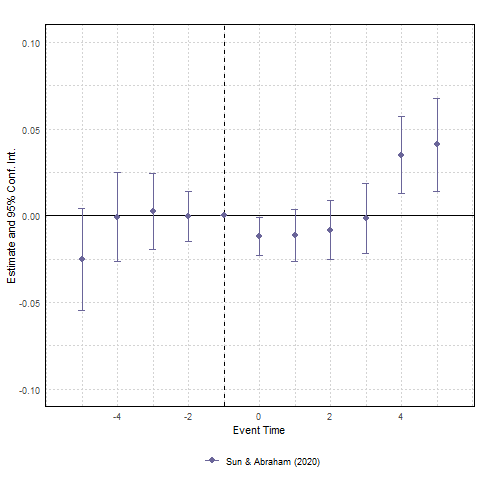 0.10
0.05
0.00
-0.05
-0.10
Estimate and 95% Conf. Int.
-4 -2 0 2 4
Event Time
Sun & Abraham (2020)